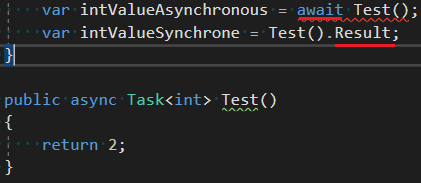 var intValueAsynchronous = await Test();
var intValueSynchrone = Test().Result;
}
public async Task<int> Test()
{
return 2;
}